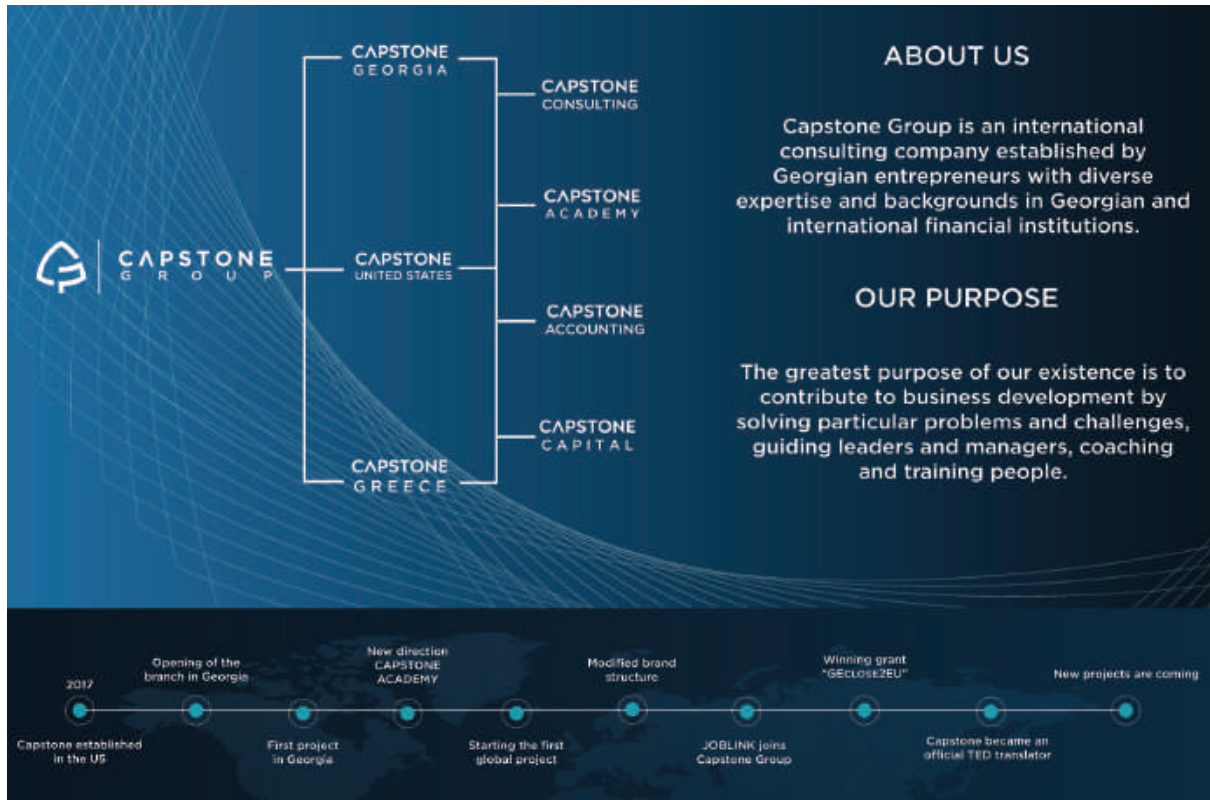 CAPSTONE
GROUP
CAPSTONE
GEORGIA
CAPSTONE
UNITED STATES
CAPSTONE
GREECE
CAPSTONE
CONSULTING
CAPSTONE
ACADEMY
CAPSTONE
ACCOUNTING
CAPSTONE
CAPITAL
ABOUT US
Capstone Group is an international
consulting company established by
Georgian entrepreneurs with diverse
expertise and backgrounds in Georgian and
international financial institutions.
OUR PURPOSE
The greatest purpose of our existence is to
contribute to business development by
solving particular problems and challenges,
guiding leaders and managers, coaching
and training people.
2017
Capstone established
in the US
Opening of the
branch in Georgia
First project
in Georgia
New direction
CAPSTONE
ACADEMY
Starting the first
global project
Modified brand
structure
JOBLINK joins
Capstone Group
Winning grant
"GECLOSE2EU"
Capstone became an
official TED translator
New projects are coming